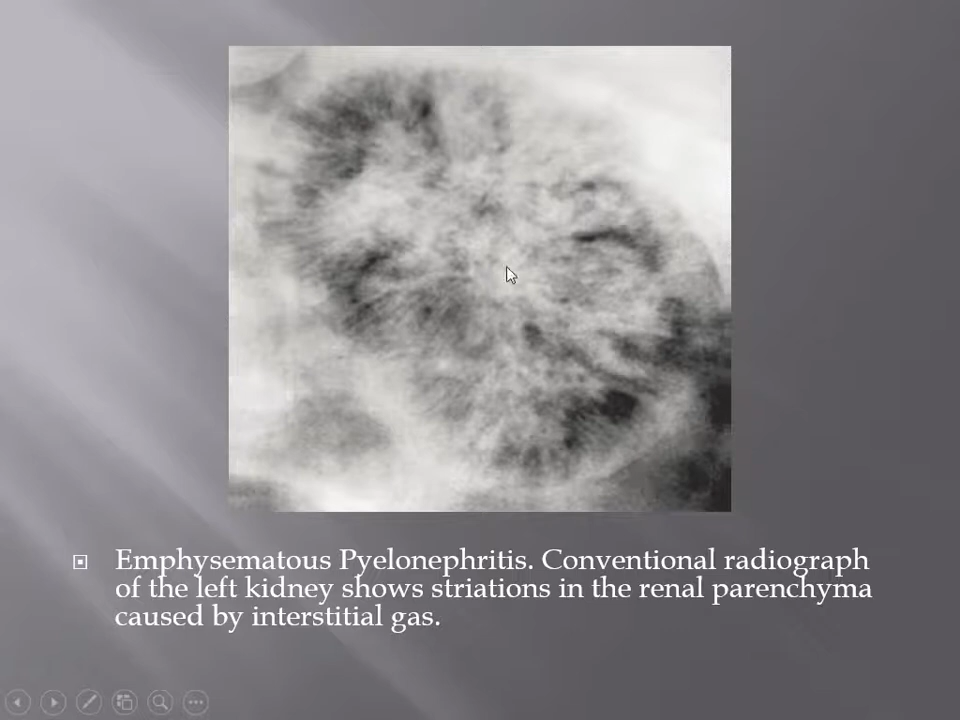 Emphysematous Pyelonephritis. Conventional radiograph
of the left kidney shows striations in the renal parenchyma
caused by interstitial gas.